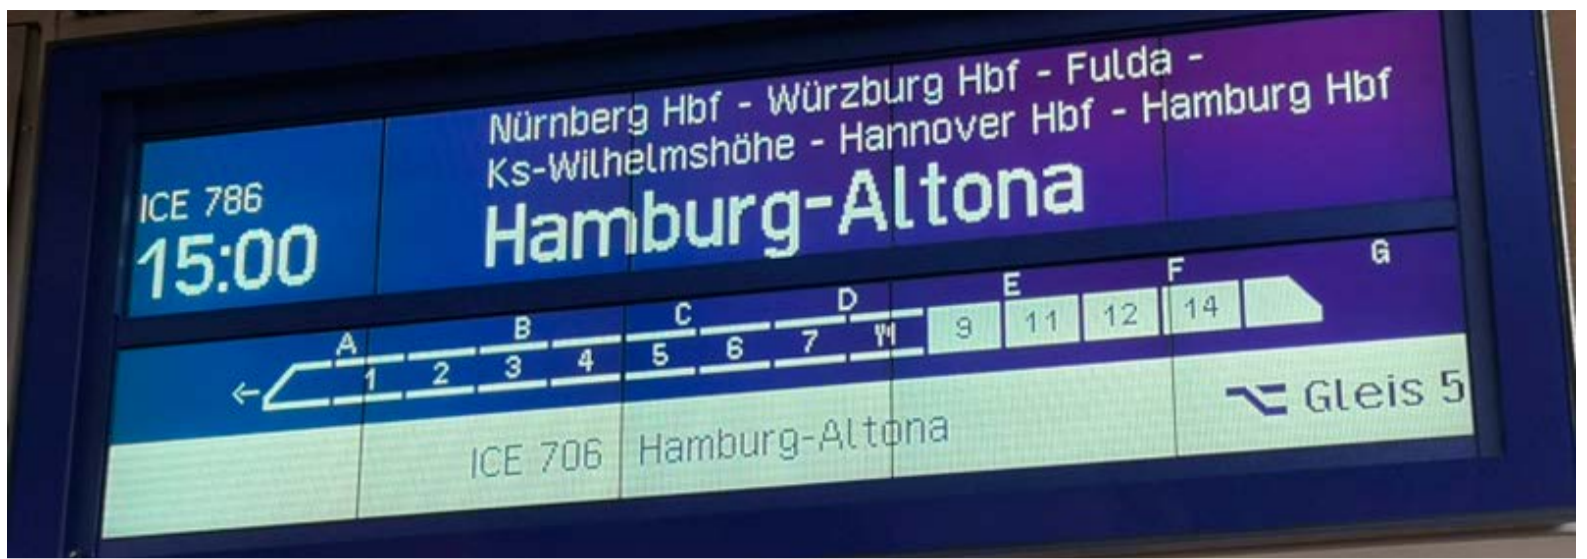 Nürnberg Hbf - Würzburg Hbf - Fulda -
Ks-Wilhelmshöhe - Hannover Hbf - Hamburg Hbf
ICE 786
15:00
Hamburg-Altona
A B C D E F G
1 2 3 4 5 6 7 9 11 12 14
ICE 706 Hamburg-Altona Gleis 5